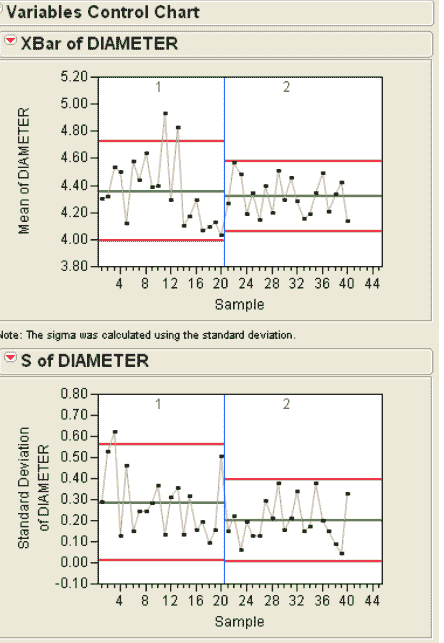 Variables Control Chart
XBar of DIAMETER
Mean of DIAMETER
5.20
5.00
4.80
4.60
4.40
4.20
4.00
3.80
1
2
4 8 12 16 20 24 28 32 36 40 44
Sample
Note: The sigma was calculated using the standard deviation.
S of DIAMETER
Standard Deviation
of DIAMETER
0.80
0.70
0.60
0.50
0.40
0.30
0.20
0.10
0.00
-0.10
1
2
4 8 12 16 20 24 28 32 36 40 44
Sample